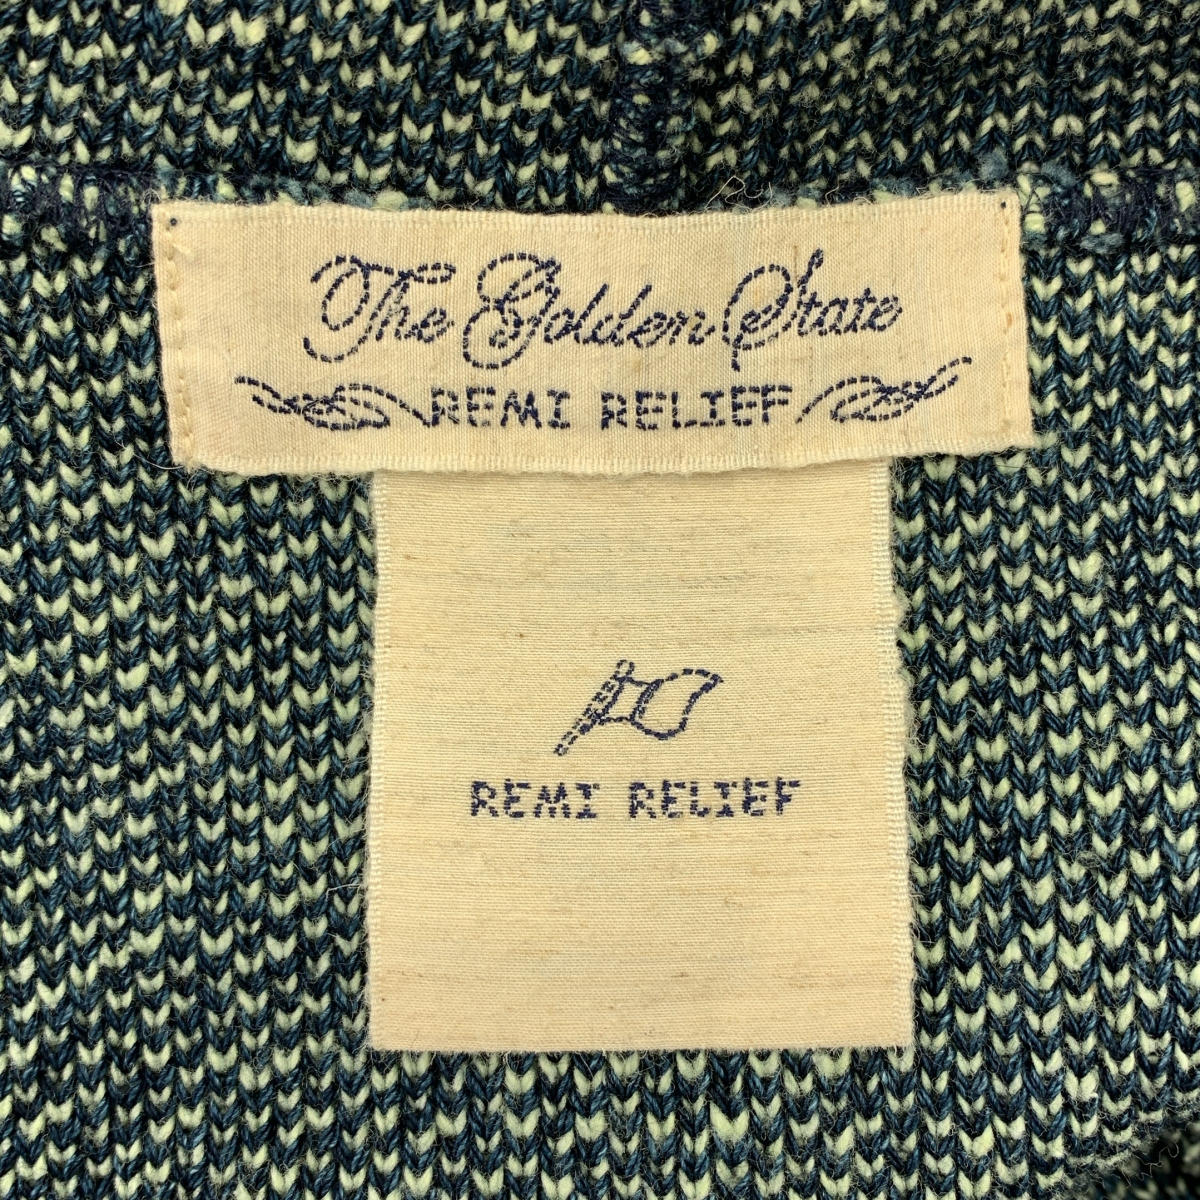 The Golden State
REMI RELIEF
REMI RELIEF